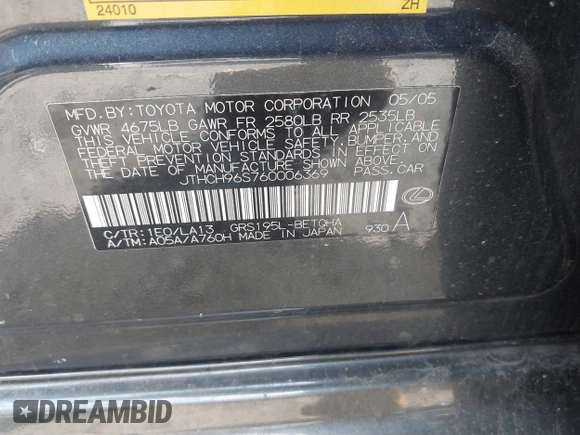 24010 ZH
MFD. BY: TOYOTA MOTOR CORPORATION 05/05
GVWR 4675LB GAWR FR 2580LB RR 2535LB
THIS VEHICLE CONFORMS TO ALL APPLICABLE
FEDERAL MOTOR VEHICLE SAFETY, BUMPER, AND
THEFT PREVENTION STANDARDS IN EFFECT ON
THE DATE OF MANUFACTURE SHOWN ABOVE.
JTHCH96S760006369 PASS. CAR
C/TR: 1E0/LA13 GRS195L-BETQHA
A/TM: A05A/A760H MADE IN JAPAN 930 A
DREAMBID